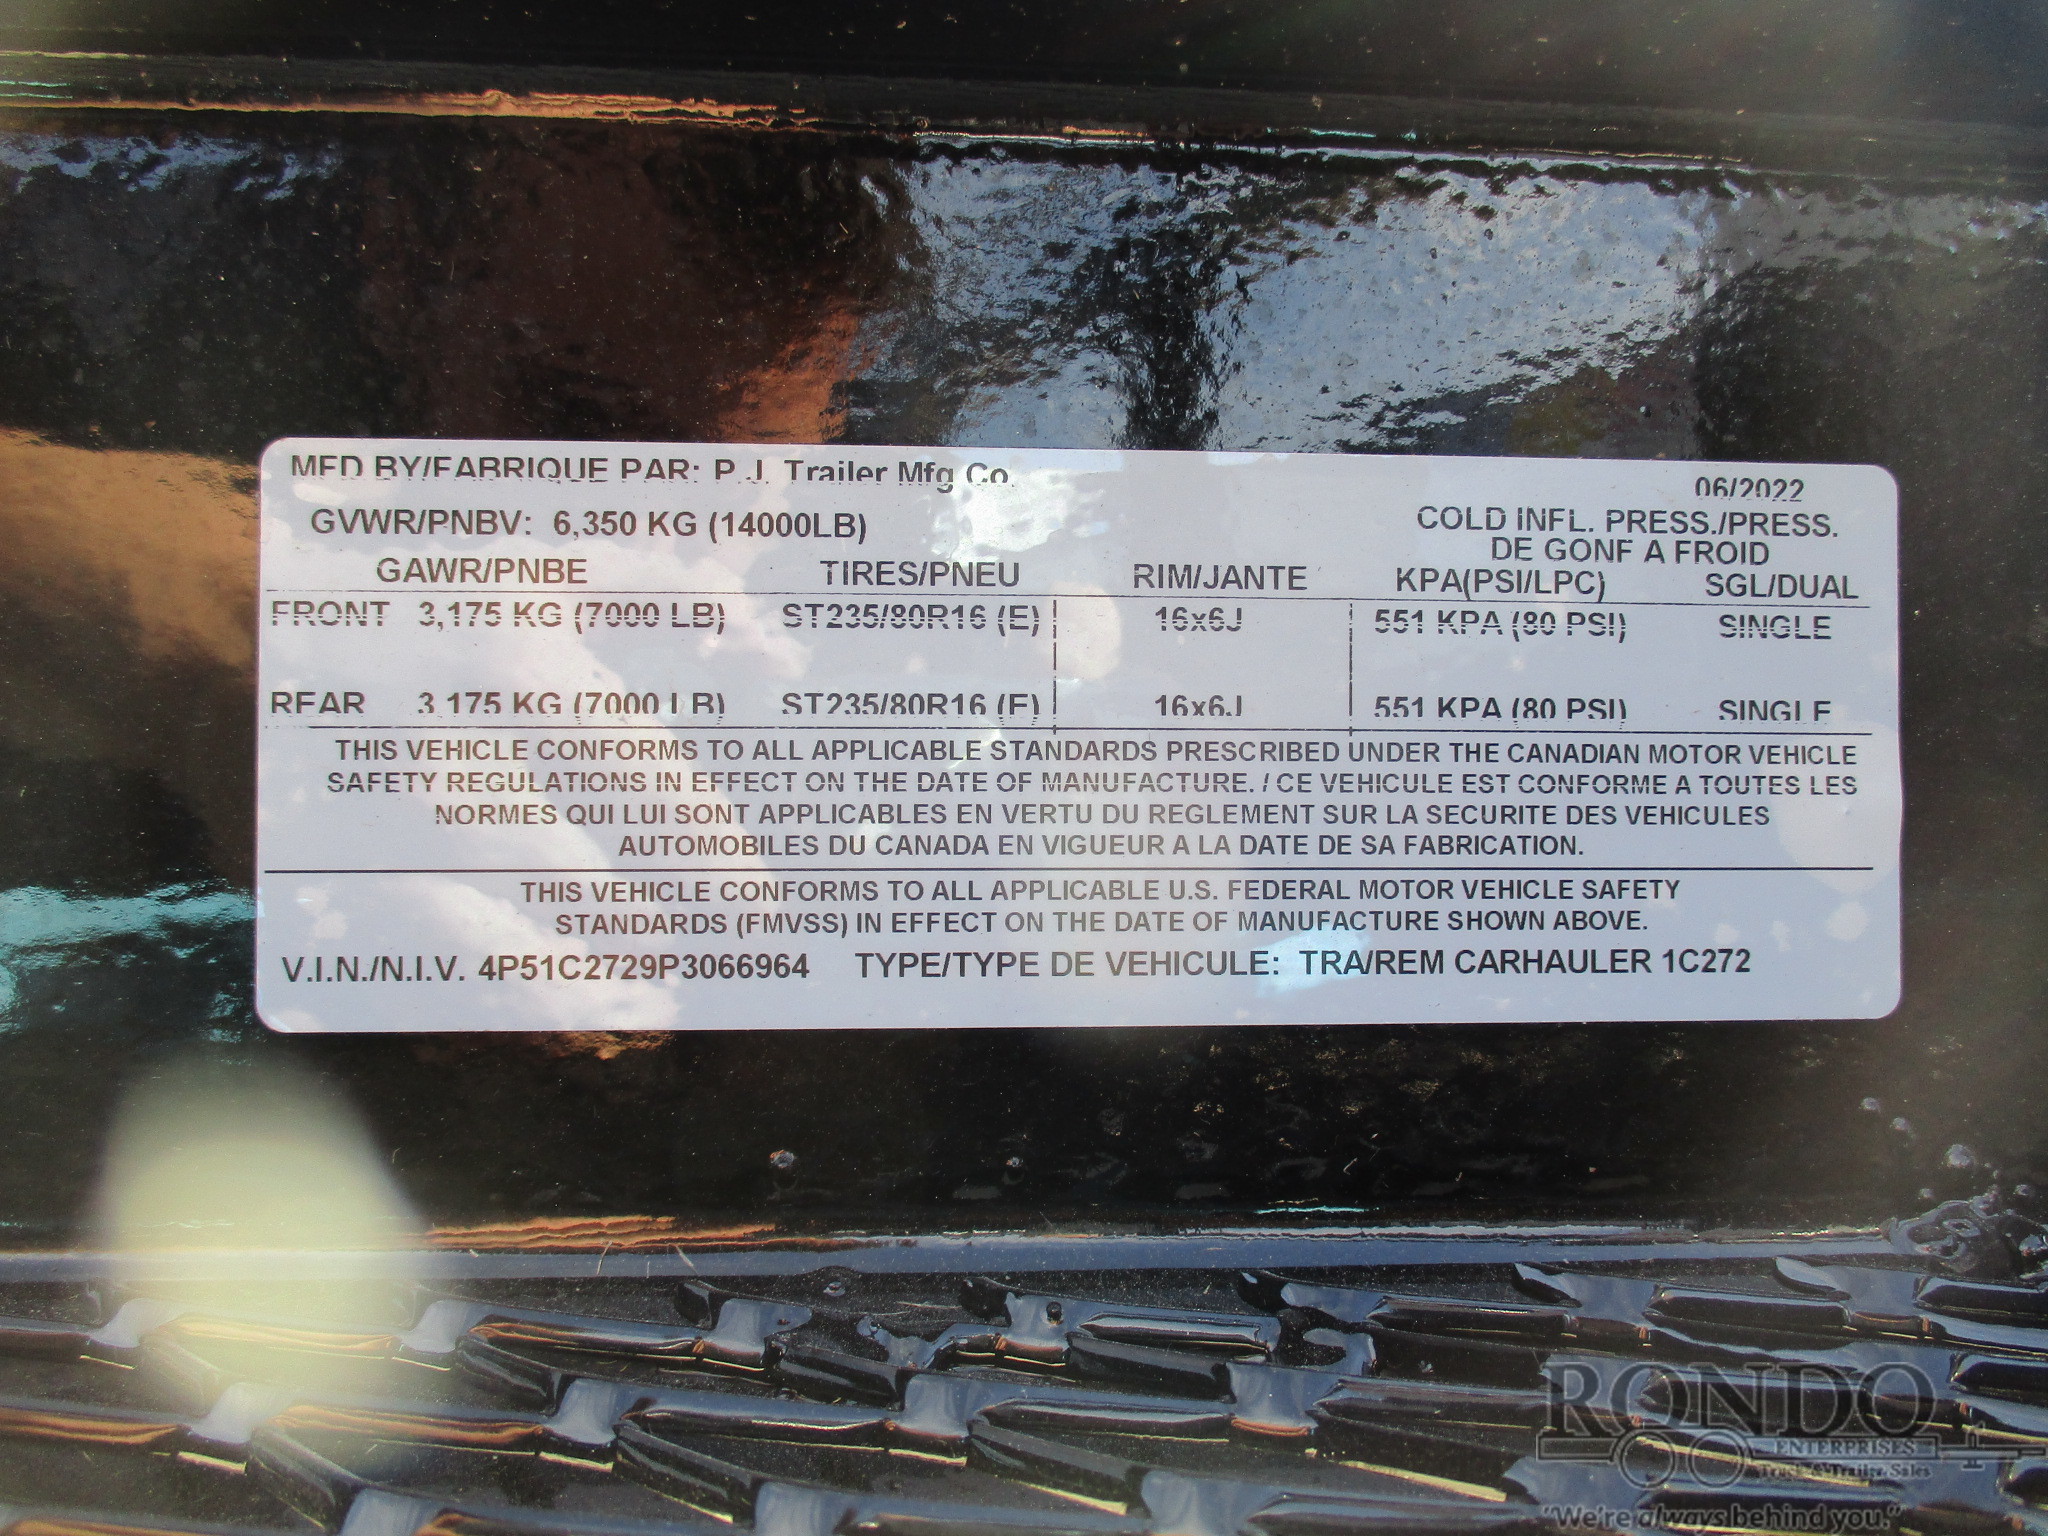 MFD BY/FABRIQUE PAR: P.J. Trailer Mfg Co.
06/2022
GVWR/PNBV: 6,350 KG (14000LB)
COLD INFL. PRESS./PRESS.
DE GONF A FROID
GAWR/PNBE TIRES/PNEU RIM/JANTE KPA(PSI/LPC) SGL/DUAL
FRONT 3,175 KG (7000 LB) ST235/80R16 (E) 16x6J 551 KPA (80 PSI) SINGLE
REAR 3,175 KG (7000 LB) ST235/80R16 (E) 16x6J 551 KPA (80 PSI) SINGLE
THIS VEHICLE CONFORMS TO ALL APPLICABLE STANDARDS PRESCRIBED UNDER THE CANADIAN MOTOR VEHICLE
SAFETY REGULATIONS IN EFFECT ON THE DATE OF MANUFACTURE. / CE VEHICULE EST CONFORME A TOUTES LES
NORMES QUI LUI SONT APPLICABLES EN VERTU DU REGLEMENT SUR LA SECURITE DES VEHICULES
AUTOMOBILES DU CANADA EN VIGUEUR A LA DATE DE SA FABRICATION.
THIS VEHICLE CONFORMS TO ALL APPLICABLE U.S. FEDERAL MOTOR VEHICLE SAFETY
STANDARDS (FMVSS) IN EFFECT ON THE DATE OF MANUFACTURE SHOWN ABOVE.
V.I.N./N.I.V. 4P51C2729P3066964 TYPE/TYPE DE VEHICULE: TRA/REM CARHAULER 1C272
RONDO
ENTERPRISES
Truck & Trailer Sales
"We're always behind you."